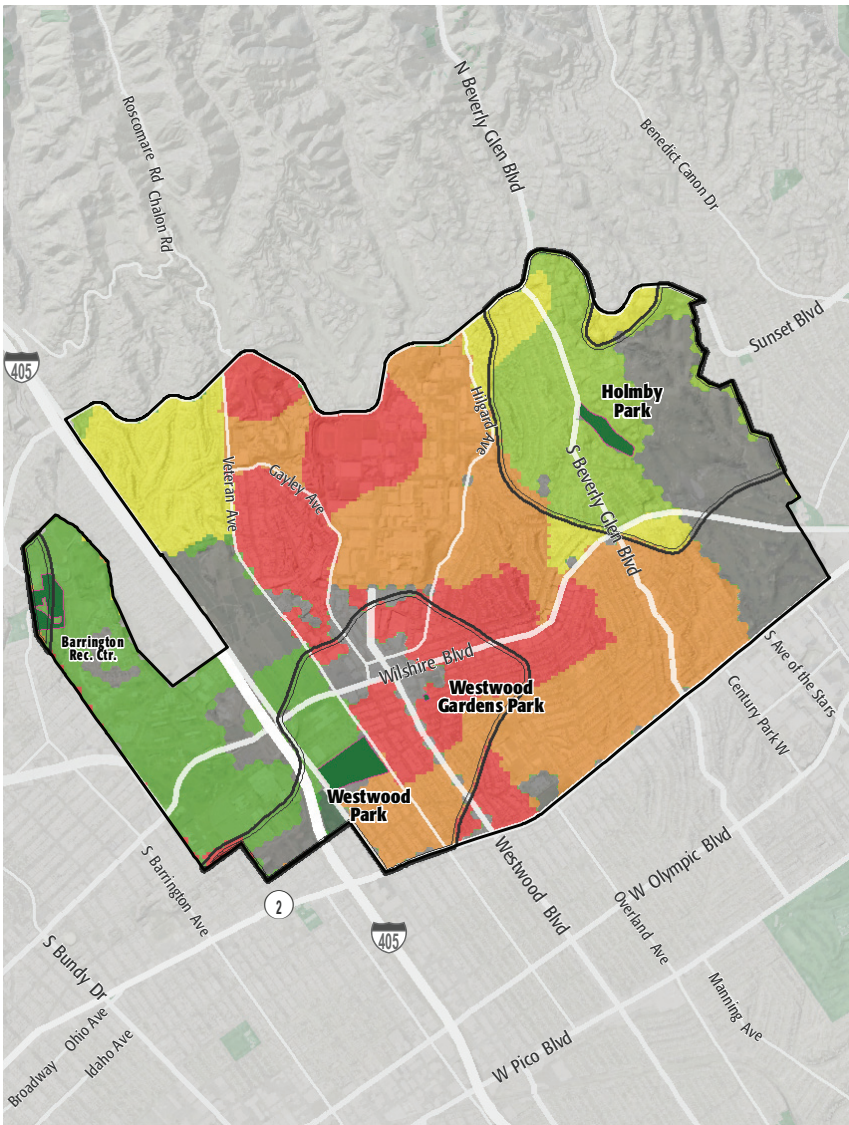 N Beverly Glen Blvd
Roscomare Rd
Chalon Rd
Benedict Canon Dr
Sunset Blvd
405
Holmby
Park
Hilgard Ave
Veteran Ave
Gayley Ave
S Beverly Glen Blvd
Barrington
Rec. Ctr.
Wilshire Blvd
S Ave of the Stars
Westwood
Gardens Park
Century Park W
Westwood
Park
S Barrington Ave
Westwood Blvd
W Olympic Blvd
2
Overland Ave
405
S Bundy Dr
Manning Ave
Ohio Ave
Idaho Ave
Broadway
W Pico Blvd